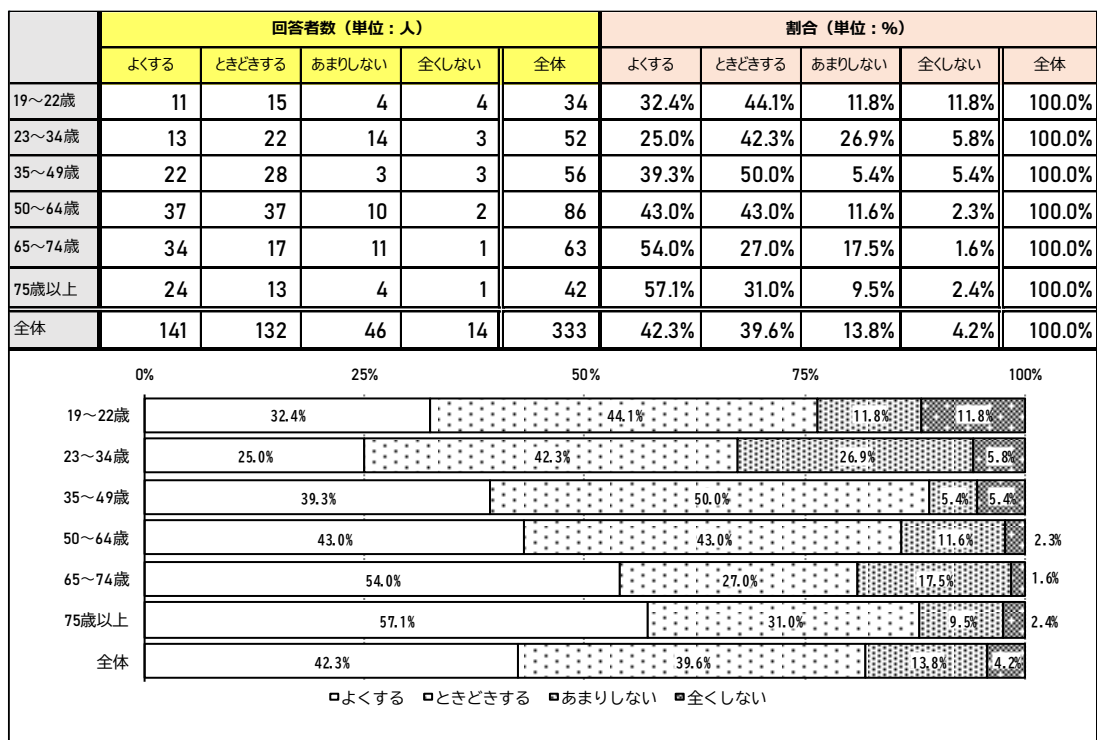 回答者数（単位：人） 割合（単位：%）
よくする ときどきする あまりしない 全くしない 全体 よくする ときどきする あまりしない 全くしない 全体
19～22歳 11 15 4 4 34 32.4% 44.1% 11.8% 11.8% 100.0%
23～34歳 13 22 14 3 52 25.0% 42.3% 26.9% 5.8% 100.0%
35～49歳 22 28 3 3 56 39.3% 50.0% 5.4% 5.4% 100.0%
50～64歳 37 37 10 2 86 43.0% 43.0% 11.6% 2.3% 100.0%
65～74歳 34 17 11 1 63 54.0% 27.0% 17.5% 1.6% 100.0%
75歳以上 24 13 4 1 42 57.1% 31.0% 9.5% 2.4% 100.0%
全体 141 132 46 14 333 42.3% 39.6% 13.8% 4.2% 100.0%
0% 25% 50% 75% 100%
19～22歳 32.4% 44.1% 11.8% 11.8%
23～34歳 25.0% 42.3% 26.9% 5.8%
35～49歳 39.3% 50.0% 5.4% 5.4%
50～64歳 43.0% 43.0% 11.6% 2.3%
65～74歳 54.0% 27.0% 17.5% 1.6%
75歳以上 57.1% 31.0% 9.5% 2.4%
全体 42.3% 39.6% 13.8% 4.2%
よくする ときどきする あまりしない 全くしない